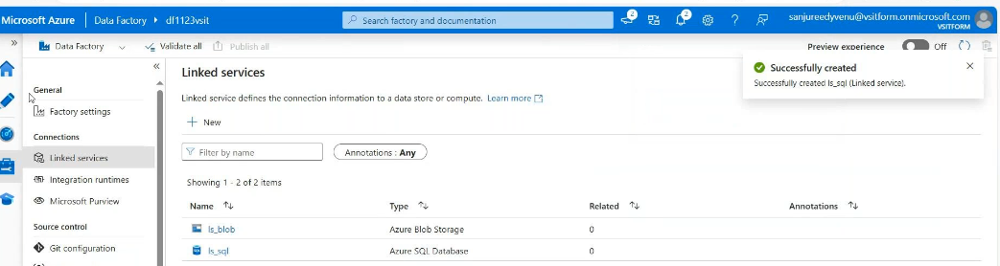 Microsoft Azure Data Factory df1123vsit Search factory and documentation 2 2 sanjureedyvenu@vsitform.onmicrosoft.com
VSITFORM
Data Factory Validate all Publish all Preview experience Off
General
Factory settings
Connections
Linked services
Integration runtimes
Microsoft Purview
Source control
Git configuration
Linked services
Linked service defines the connection information to a data store or compute. Learn more
New
Filter by name Annotations : Any
Showing 1 - 2 of 2 items
Name Type Related Annotations
ls_blob Azure Blob Storage 0
ls_sql Azure SQL Database 0
Successfully created
Successfully created ls_sql (Linked service).